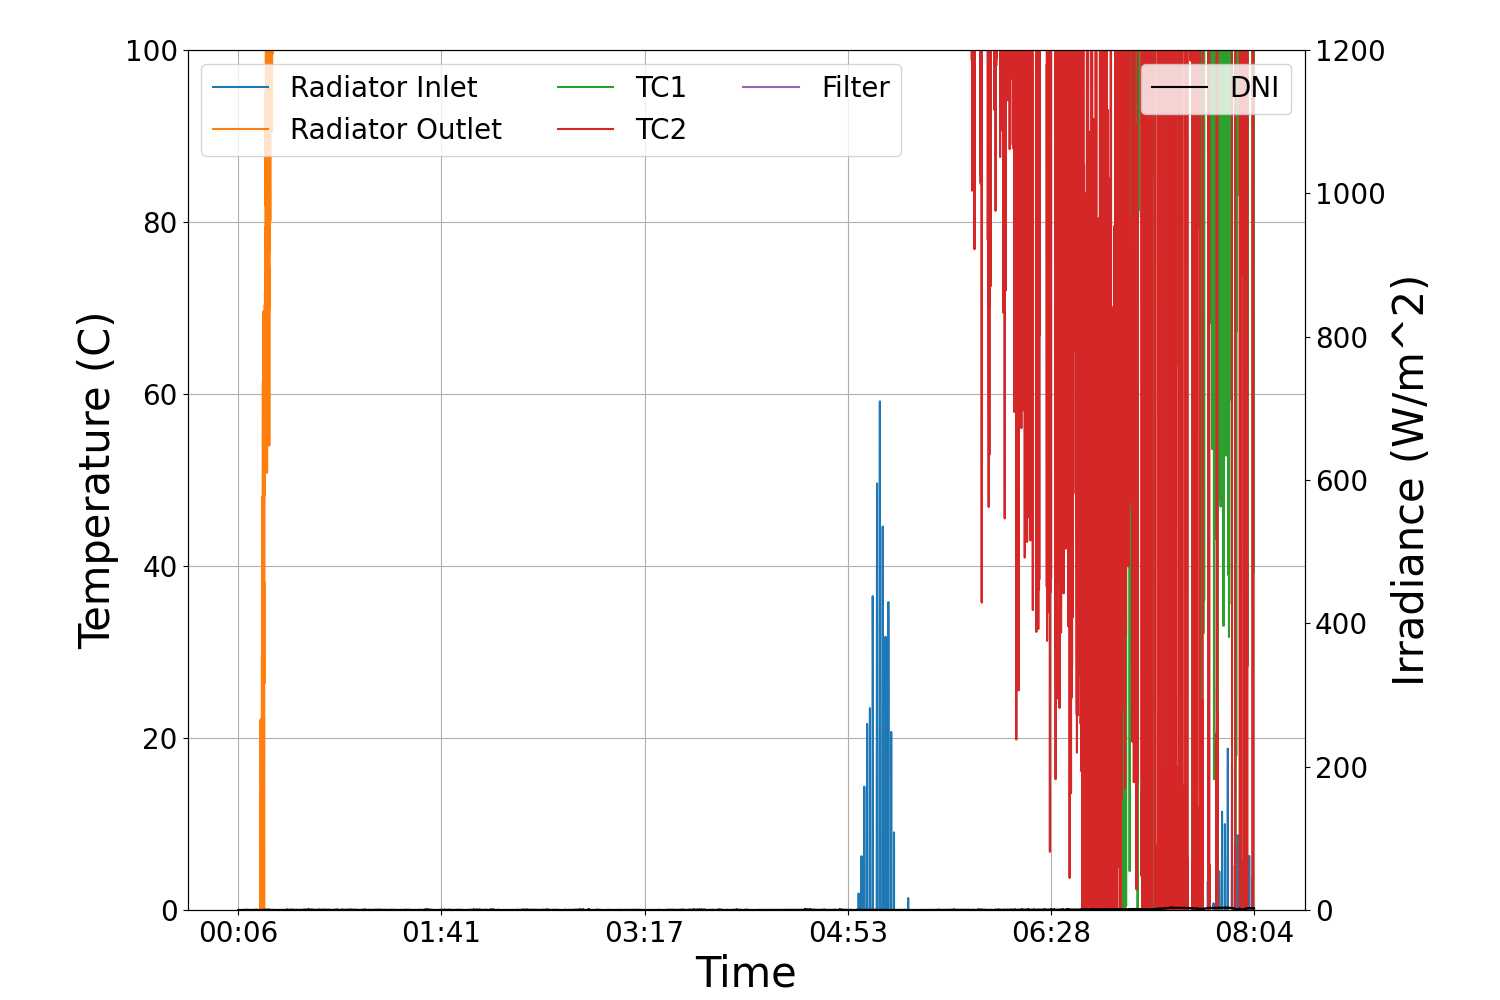 Temperature (C)
100
80
60
40
20
0
Radiator Inlet
Radiator Outlet
TC1
TC2
Filter
DNI
1200
1000
800
600
400
200
0
Irradiance (W/m^2)
00:06 01:41 03:17 04:53 06:28 08:04
Time